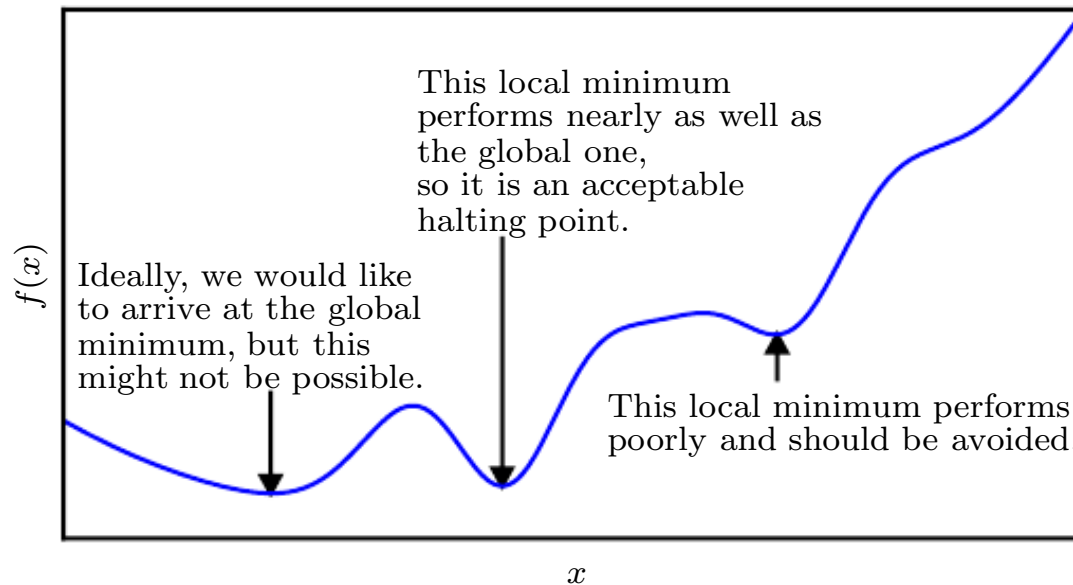 This local minimum
performs nearly as well as
the global one,
so it is an acceptable
halting point.
Ideally, we would like
to arrive at the global
minimum, but this
might not be possible.
This local minimum performs
poorly and should be avoided
f(x)
x